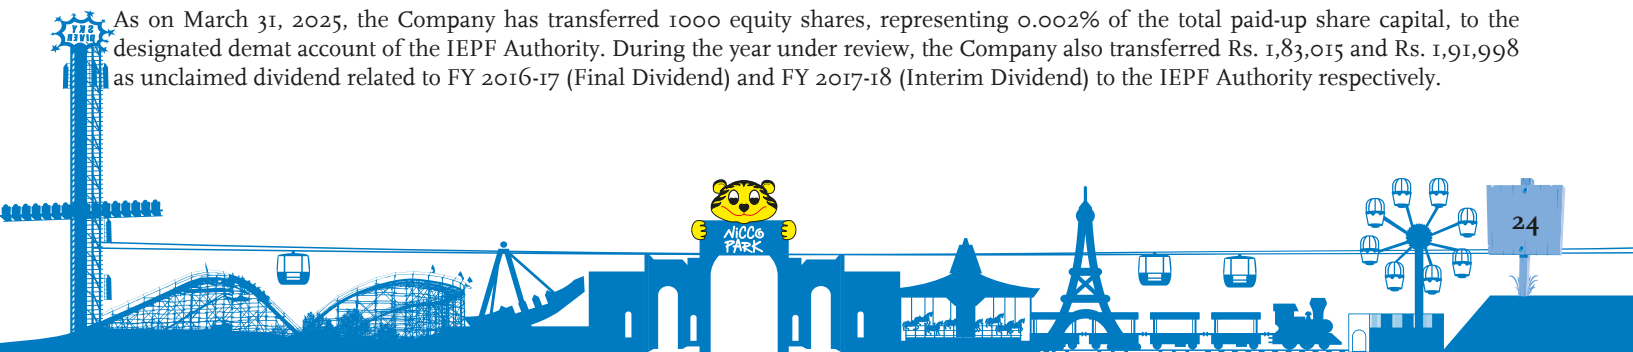 As on March 31, 2025, the Company has transferred 1000 equity shares, representing 0.002% of the total paid-up share capital, to the
designated demat account of the IEPF Authority. During the year under review, the Company also transferred Rs. 1,83,015 and Rs. 1,91,998
as unclaimed dividend related to FY 2016-17 (Final Dividend) and FY 2017-18 (Interim Dividend) to the IEPF Authority respectively.
SKY
DIVER
NICCO
PARK
24